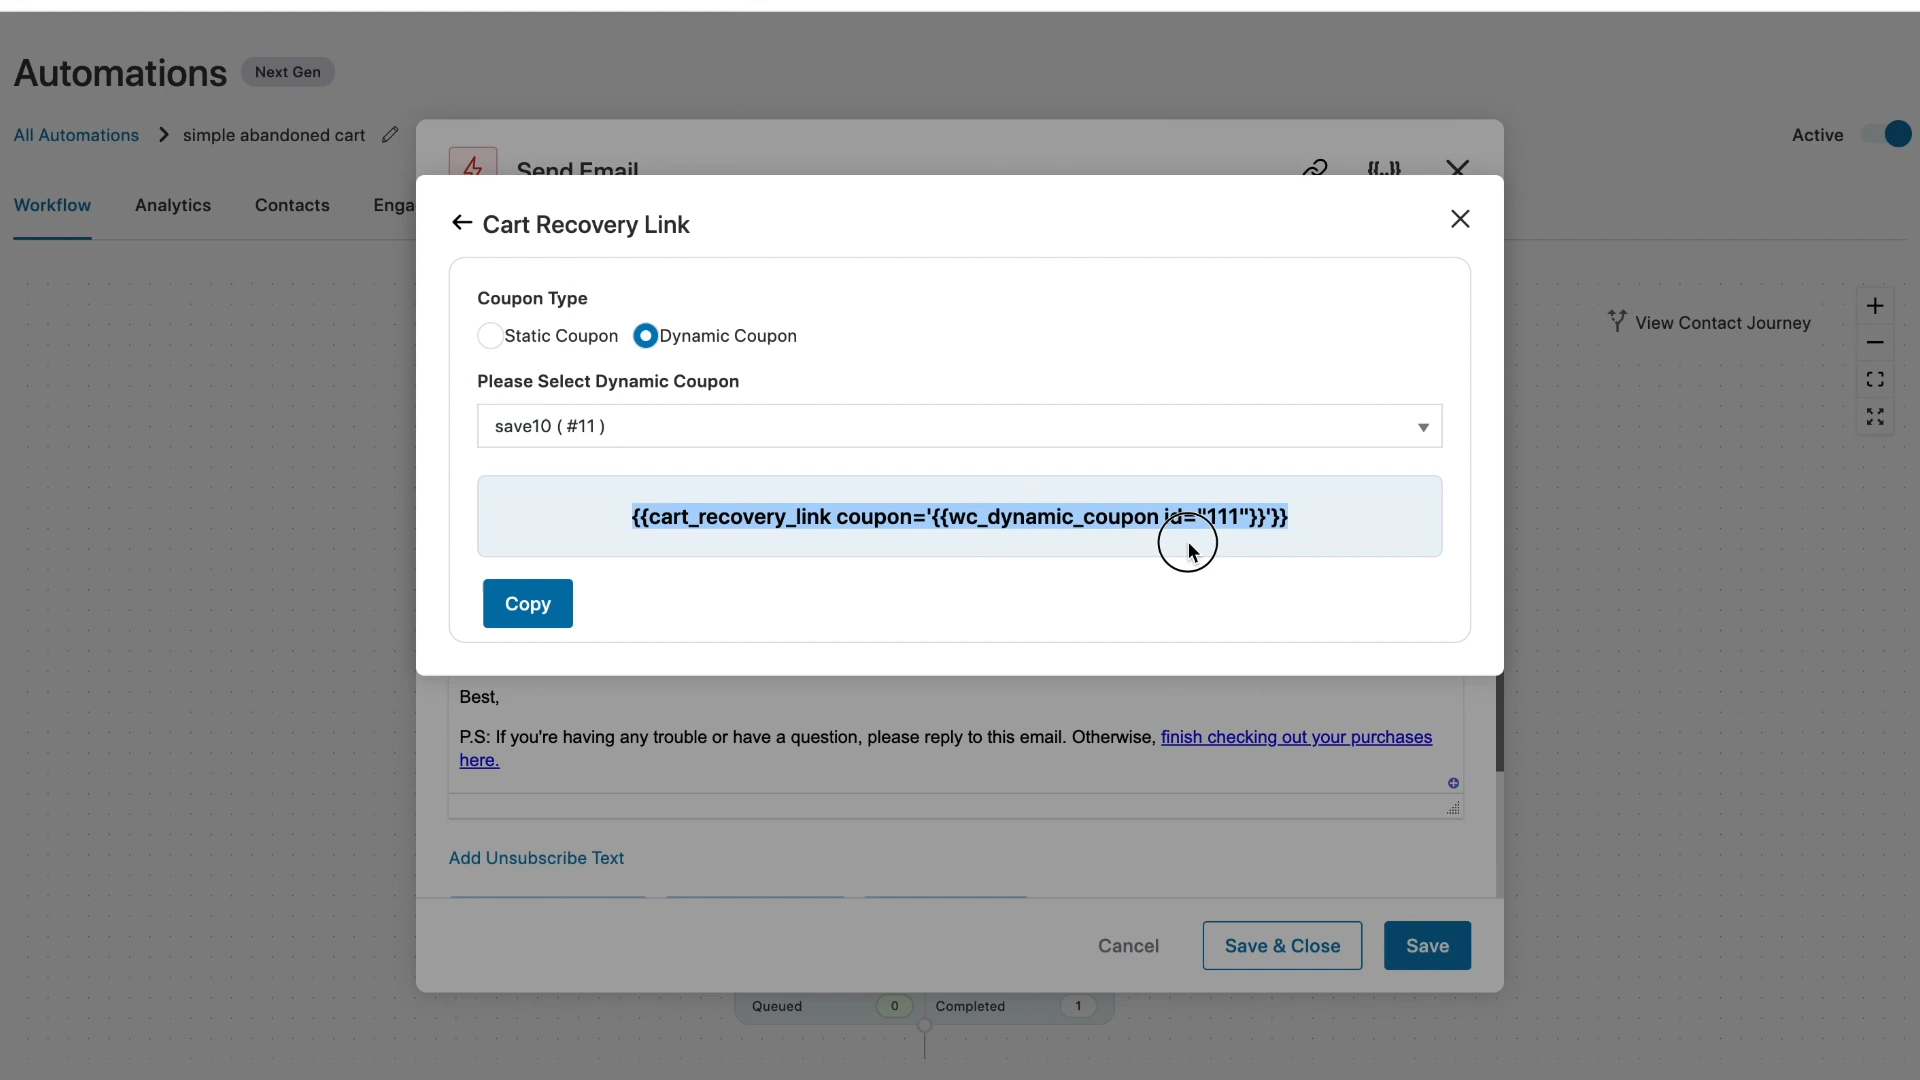 Automations Next Gen
All Automations simple abandoned cart
Active
Send Email {{..}}
Workflow Analytics Contacts Enga
Cart Recovery Link
Coupon Type
Static Coupon Dynamic Coupon
View Contact Journey
Please Select Dynamic Coupon
save10 ( #11 )
{{cart_recovery_link coupon='{{wc_dynamic_coupon id="111"}}'}}
Copy
Best,
P.S: If you're having any trouble or have a question, please reply to this email. Otherwise, finish checking out your purchases
here.
Add Unsubscribe Text
Cancel Save & Close Save
Queued 0 Completed 1